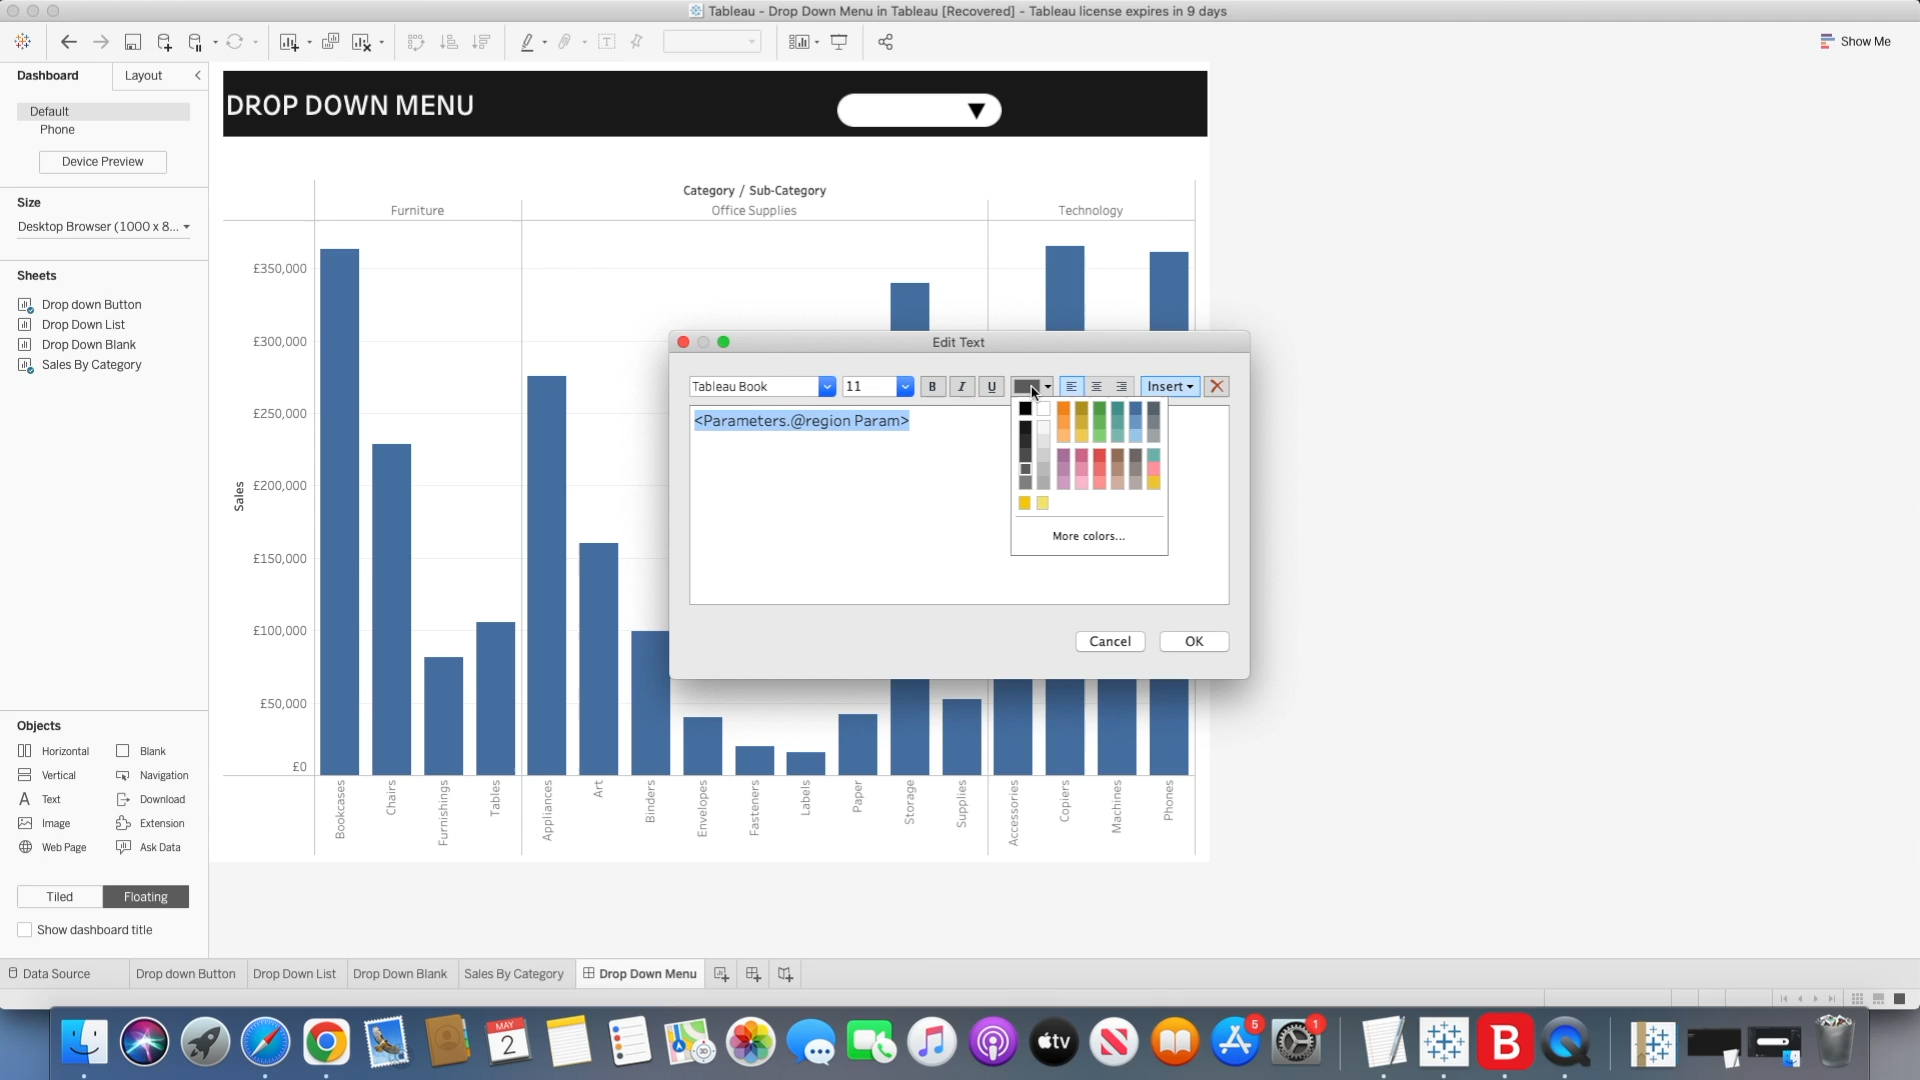 Tableau - Drop Down Menu in Tableau [Recovered] - Tableau license expires in 9 days
Show Me
Dashboard
Layout
Default
Phone
Device Preview
Size
Desktop Browser (1000 x 8...
Sheets
Drop down Button
Drop Down List
Drop Down Blank
Sales By Category
Objects
Horizontal
Blank
Vertical
Navigation
Text
Download
Image
Extension
Web Page
Ask Data
Tiled
Floating
Show dashboard title
DROP DOWN MENU
Category / Sub-Category
Furniture
Office Supplies
Technology
Sales
£350,000
£300,000
£250,000
£200,000
£150,000
£100,000
£50,000
£0
Bookcases
Chairs
Furnishings
Tables
Appliances
Art
Binders
Envelopes
Fasteners
Labels
Paper
Storage
Supplies
Accessories
Copiers
Machines
Phones
Edit Text
Tableau Book
11
B
I
U
Insert
<Parameters.@region Param>
More colors...
Cancel
OK
Data Source
Drop down Button
Drop Down List
Drop Down Blank
Sales By Category
Drop Down Menu
MAY
2
3D
tv
5
1
B